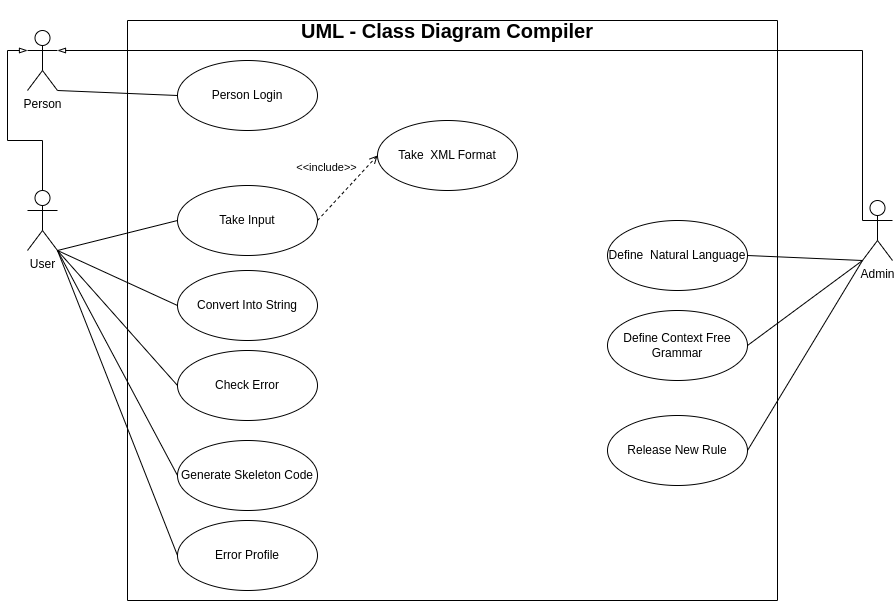 UML - Class Diagram Compiler
Person Login
Person
<<include>>
Take  XML Format
Take Input
User
Define  Natural Language
Admin
Convert Into String
Define Context Free
Grammar
Check Error
Release New Rule
Generate Skeleton Code
Error Profile